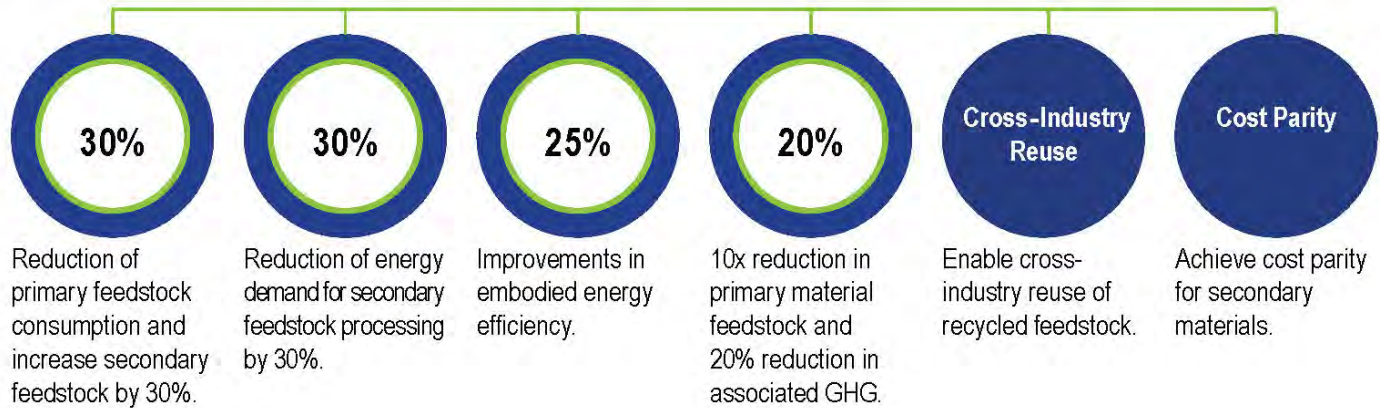 30%
Reduction of
primary feedstock
consumption and
increase secondary
feedstock by 30%.
30%
Reduction of energy
demand for secondary
feedstock processing
by 30%.
25%
Improvements in
embodied energy
efficiency.
20%
10x reduction in
primary material
feedstock and
20% reduction in
associated GHG.
Cross-Industry
Reuse
Enable cross-
industry reuse of
recycled feedstock.
Cost Parity
Achieve cost parity
for secondary
materials.